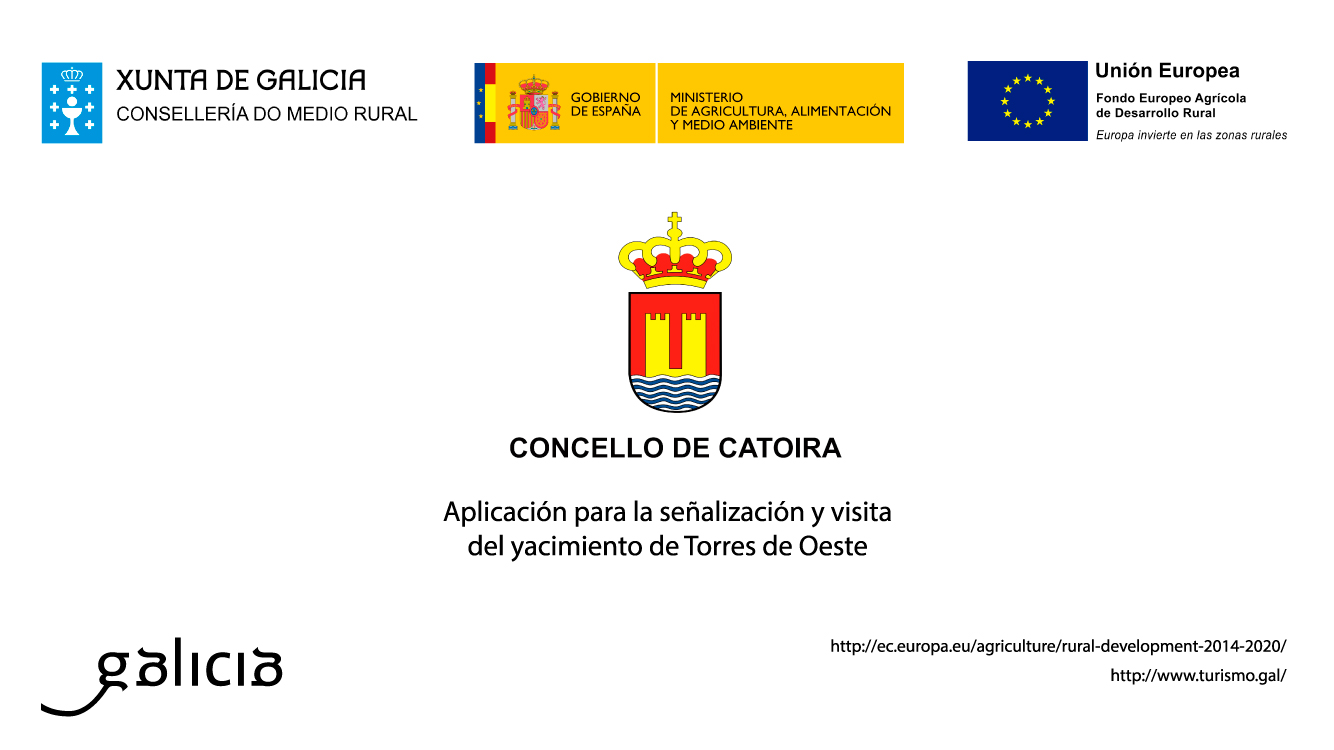 XUNTA DE GALICIA
CONSELLERÍA DO MEDIO RURAL
GOBIERNO
DE ESPAÑA
MINISTERIO
DE AGRICULTURA, ALIMENTACIÓN
Y MEDIO AMBIENTE
Unión Europea
Fondo Europeo Agrícola
de Desarrollo Rural
Europa invierte en las zonas rurales
CONCELLO DE CATOIRA
Aplicación para la señalización y visita
del yacimiento de Torres de Oeste
galicia
http://ec.europa.eu/agriculture/rural-development-2014-2020/
http://www.turismo.gal/